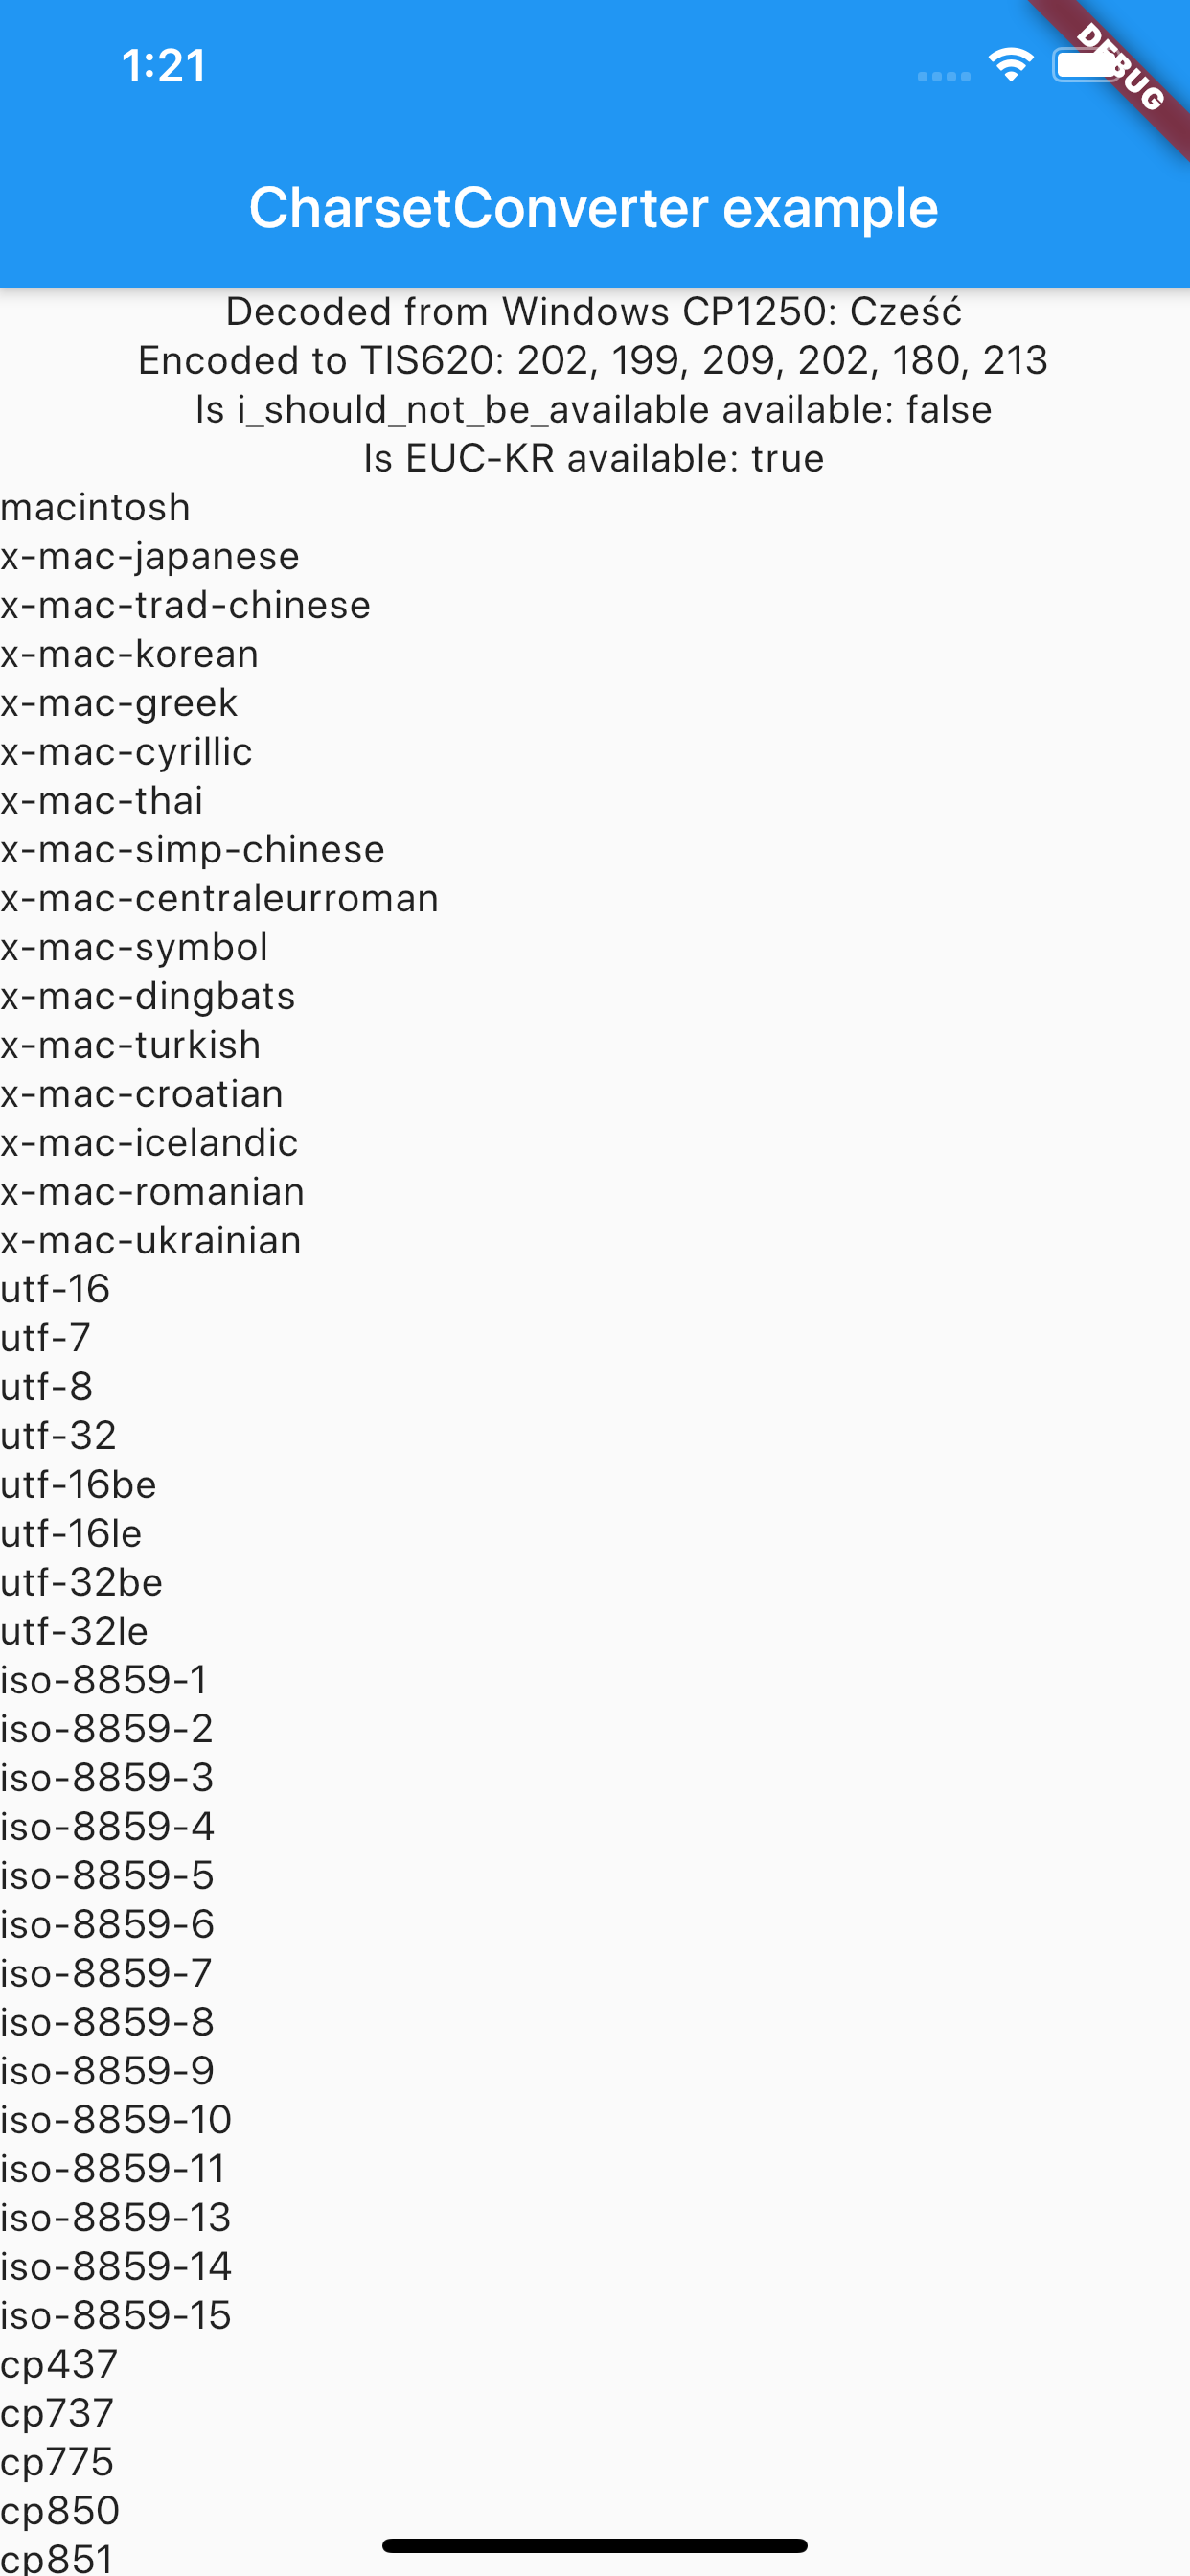 1:21
DEBUG
CharsetConverter example
Decoded from Windows CP1250: Cześć
Encoded to TIS620: 202, 199, 209, 202, 180, 213
Is i_should_not_be_available available: false
Is EUC-KR available: true
macintosh
x-mac-japanese
x-mac-trad-chinese
x-mac-korean
x-mac-greek
x-mac-cyrillic
x-mac-thai
x-mac-simp-chinese
x-mac-centraleurroman
x-mac-symbol
x-mac-dingbats
x-mac-turkish
x-mac-croatian
x-mac-icelandic
x-mac-romanian
x-mac-ukrainian
utf-16
utf-7
utf-8
utf-32
utf-16be
utf-16le
utf-32be
utf-32le
iso-8859-1
iso-8859-2
iso-8859-3
iso-8859-4
iso-8859-5
iso-8859-6
iso-8859-7
iso-8859-8
iso-8859-9
iso-8859-10
iso-8859-11
iso-8859-13
iso-8859-14
iso-8859-15
cp437
cp737
cp775
cp850
cp851